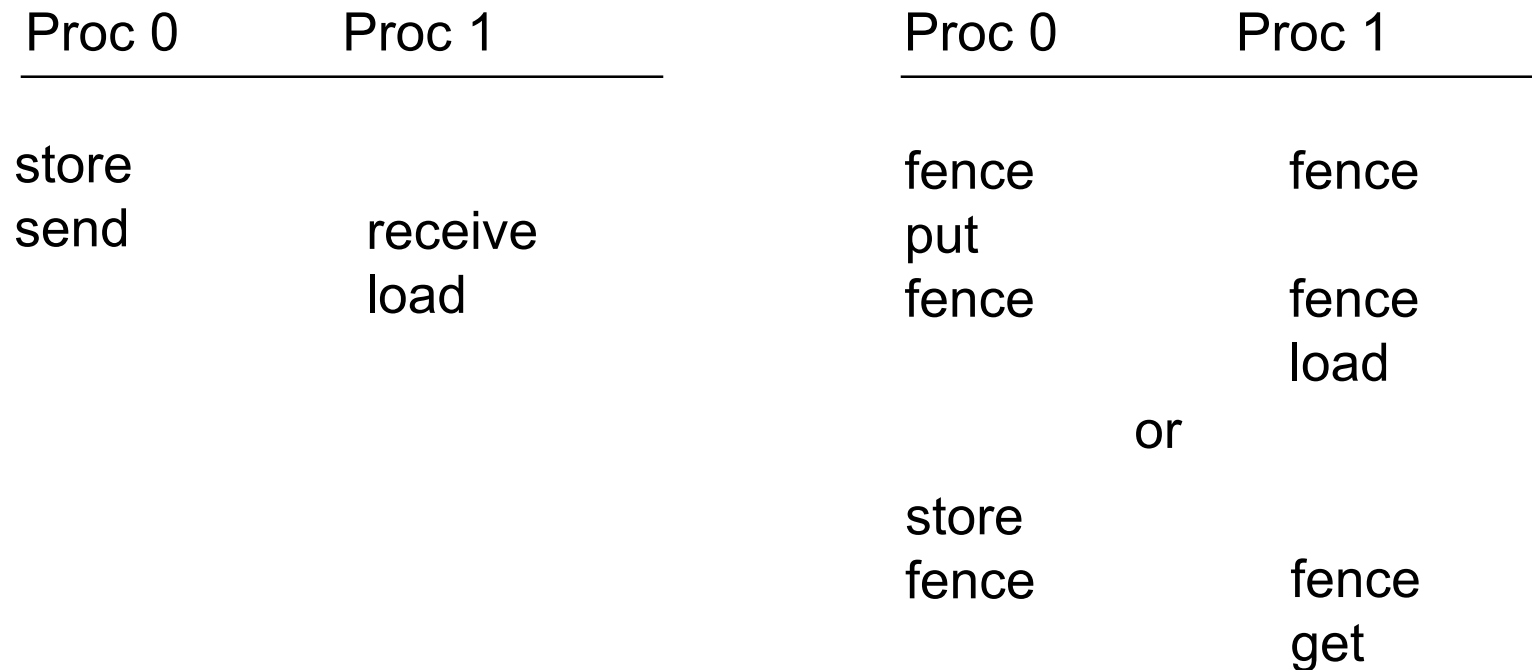 Proc 0 Proc 1
store
send receive
load
Proc 0 Proc 1
fence fence
put
fence fence
load
or
store
fence fence
get